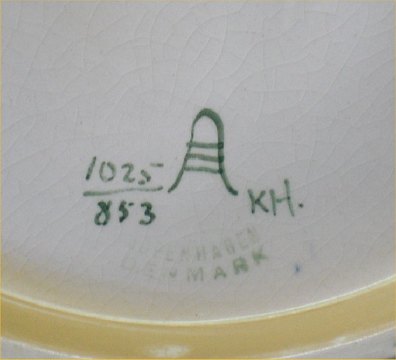 1025
853
KH.
COPENHAGEN
DENMARK